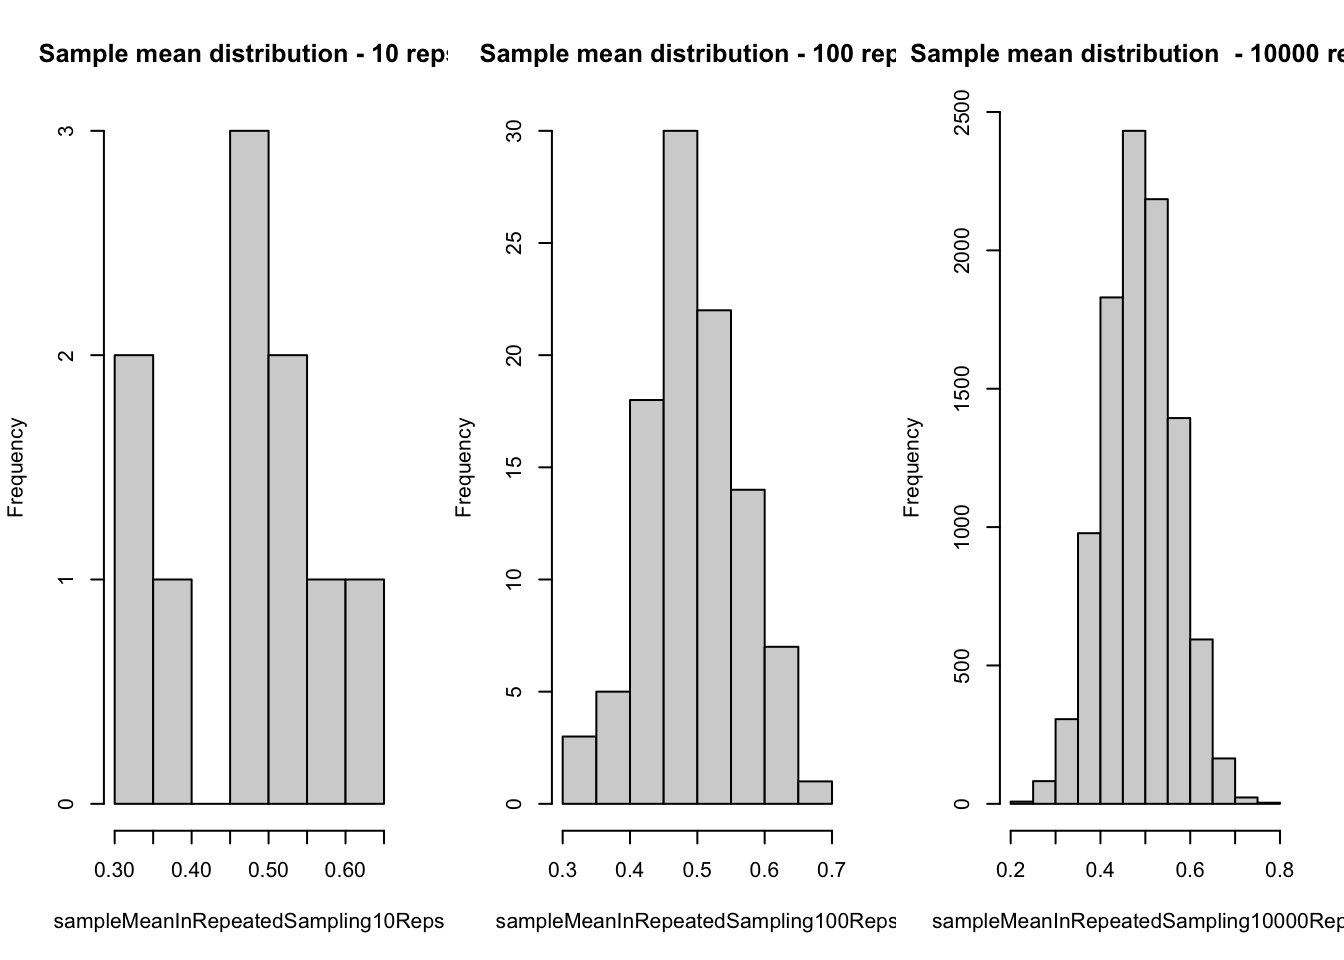 Sample mean distribution - 10 reps
Frequency
3
2
1
0
0.30 0.40 0.50 0.60
sampleMeanInRepeatedSampling10Reps
Sample mean distribution - 100 rep
Frequency
30
25
20
15
10
5
0
0.3 0.4 0.5 0.6 0.7
sampleMeanInRepeatedSampling100Reps
Sample mean distribution - 10000 re
Frequency
2500
2000
1500
1000
500
0
0.2 0.4 0.6 0.8
sampleMeanInRepeatedSampling10000Rep